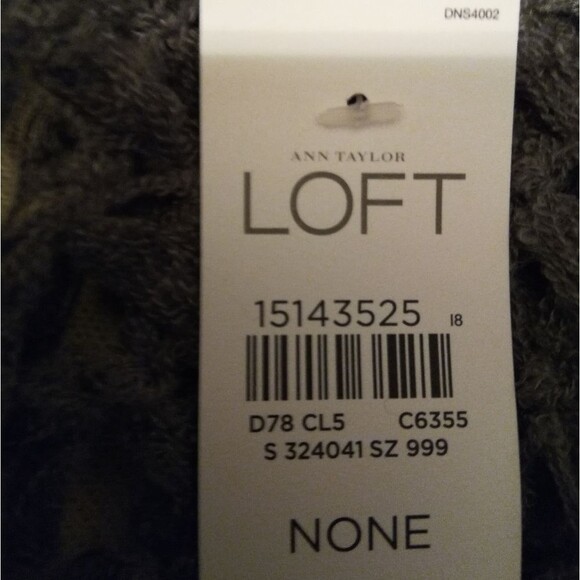 DNS4002
ANN TAYLOR
LOFT
15143525 18
D78 CL5 C6355
S 324041 SZ 999
NONE